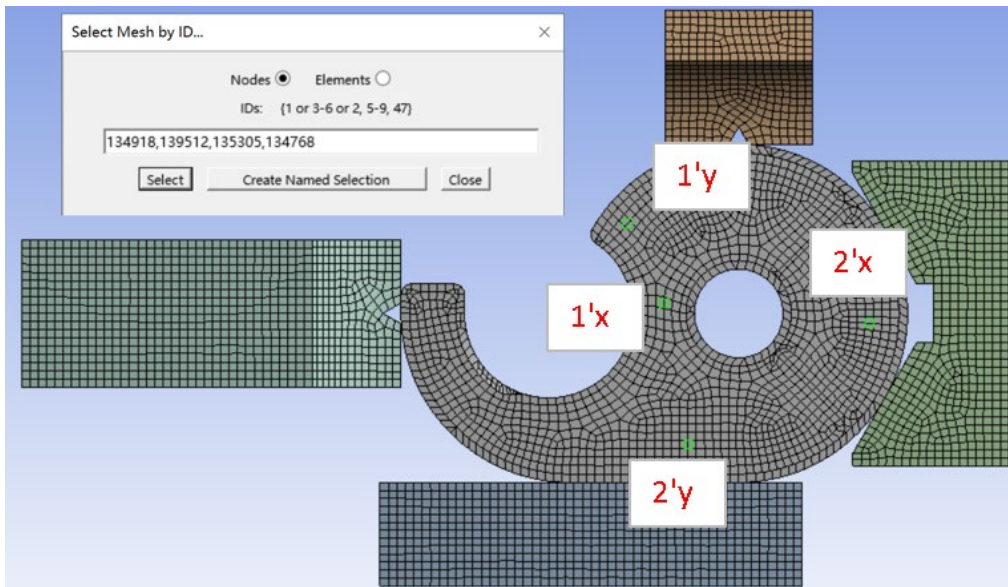 Select Mesh by ID...
Nodes Elements
IDs: {1 or 3-6 or 2, 5-9, 47}
134918,139512,135305,134768
Select Create Named Selection Close
1'y
2'x
1'x
2'y